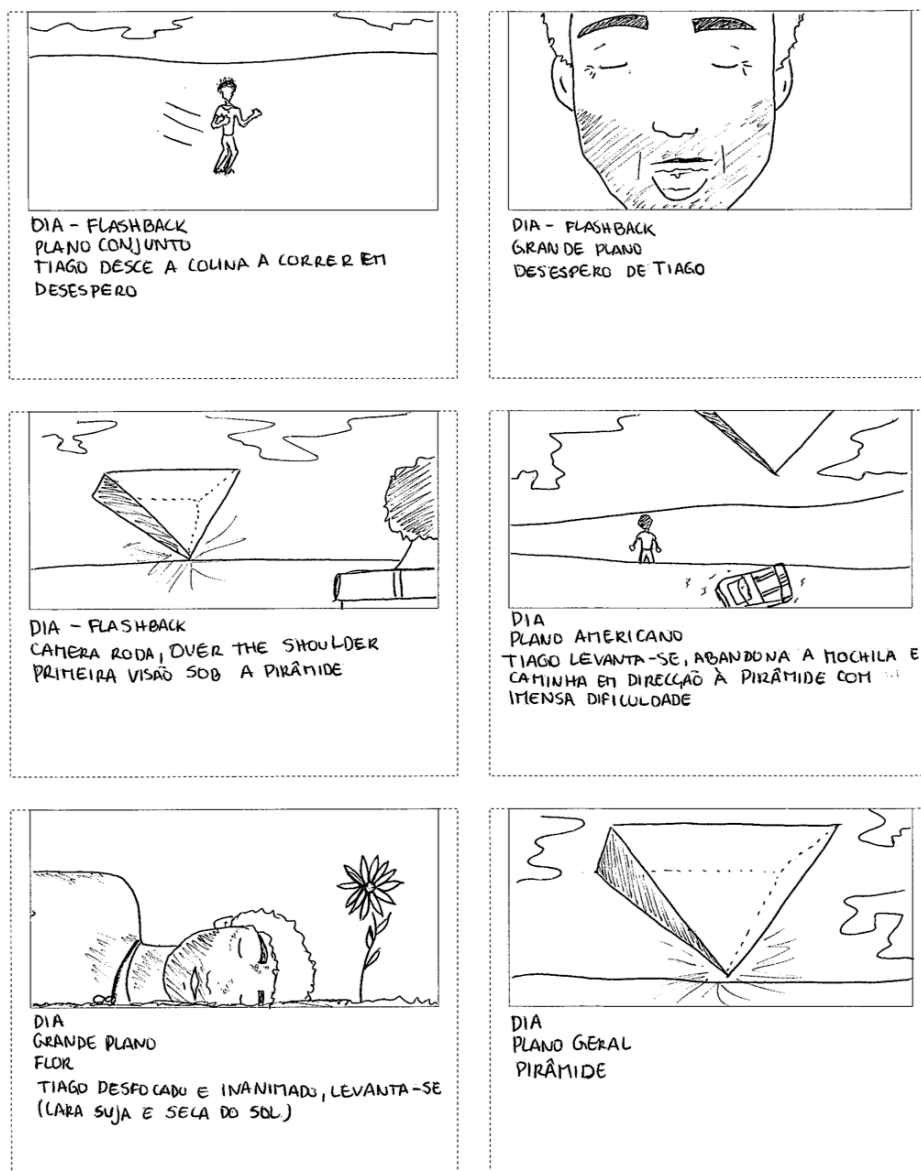 DIA - FLASHBACK
PLANO CONJUNTO
TIAGO DESCE A COLINA A CORRER EM
DESESPERO
DIA - FLASHBACK
GRANDE PLANO
DESESPERO DE TIAGO
DIA - FLASHBACK
CAMERA RODA, OVER THE SHOULDER
PRIMEIRA VISÃO SOB A PIRÂMIDE
DIA
PLANO AMERICANO
TIAGO LEVANTA-SE, ABANDONA A MOCHILA E
CAMINHA EM DIRECÇÃO À PIRÂMIDE COM
IMENSA DIFICULDADE
DIA
GRANDE PLANO
FLOR
TIAGO DESFOCADO E INANIMADO, LEVANTA-SE
(CARA SUJA E SECA DO SOL)
DIA
PLANO GERAL
PIRÂMIDE